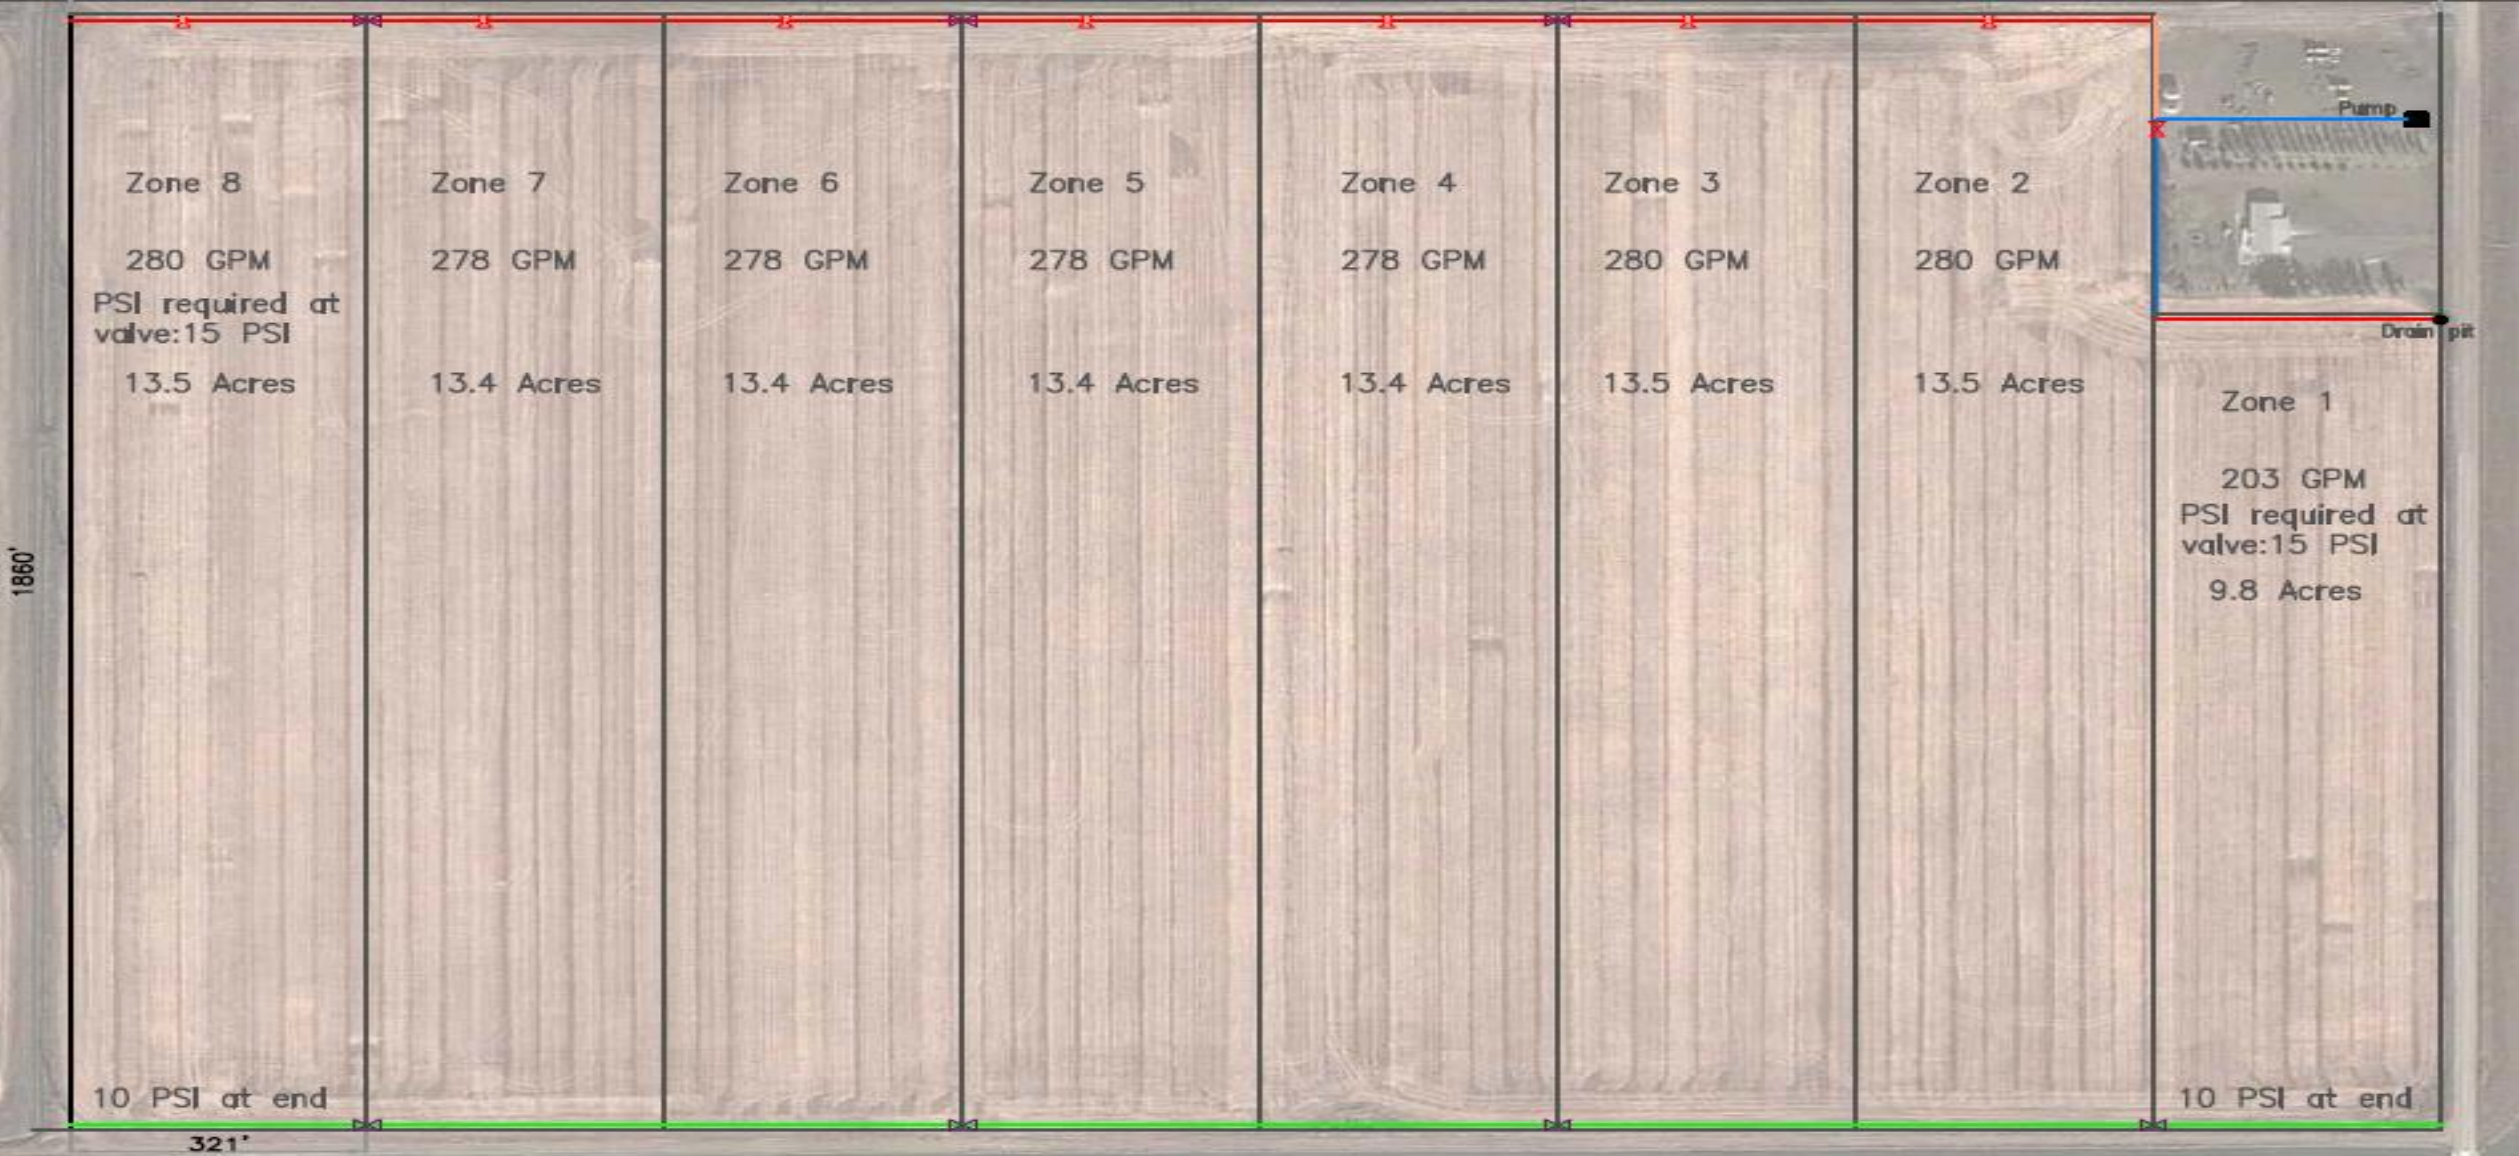 Pump
Zone 8
Zone 7
Zone 6
Zone 5
Zone 4
Zone 3
Zone 2
280 GPM
278 GPM
278 GPM
278 GPM
278 GPM
280 GPM
280 GPM
PSI required at
valve:15 PSI
Drain pit
13.5 Acres
13.4 Acres
13.4 Acres
13.4 Acres
13.4 Acres
13.5 Acres
13.5 Acres
Zone 1
203 GPM
PSI required at
valve:15 PSI
9.8 Acres
1860'
10 PSI at end
10 PSI at end
321'